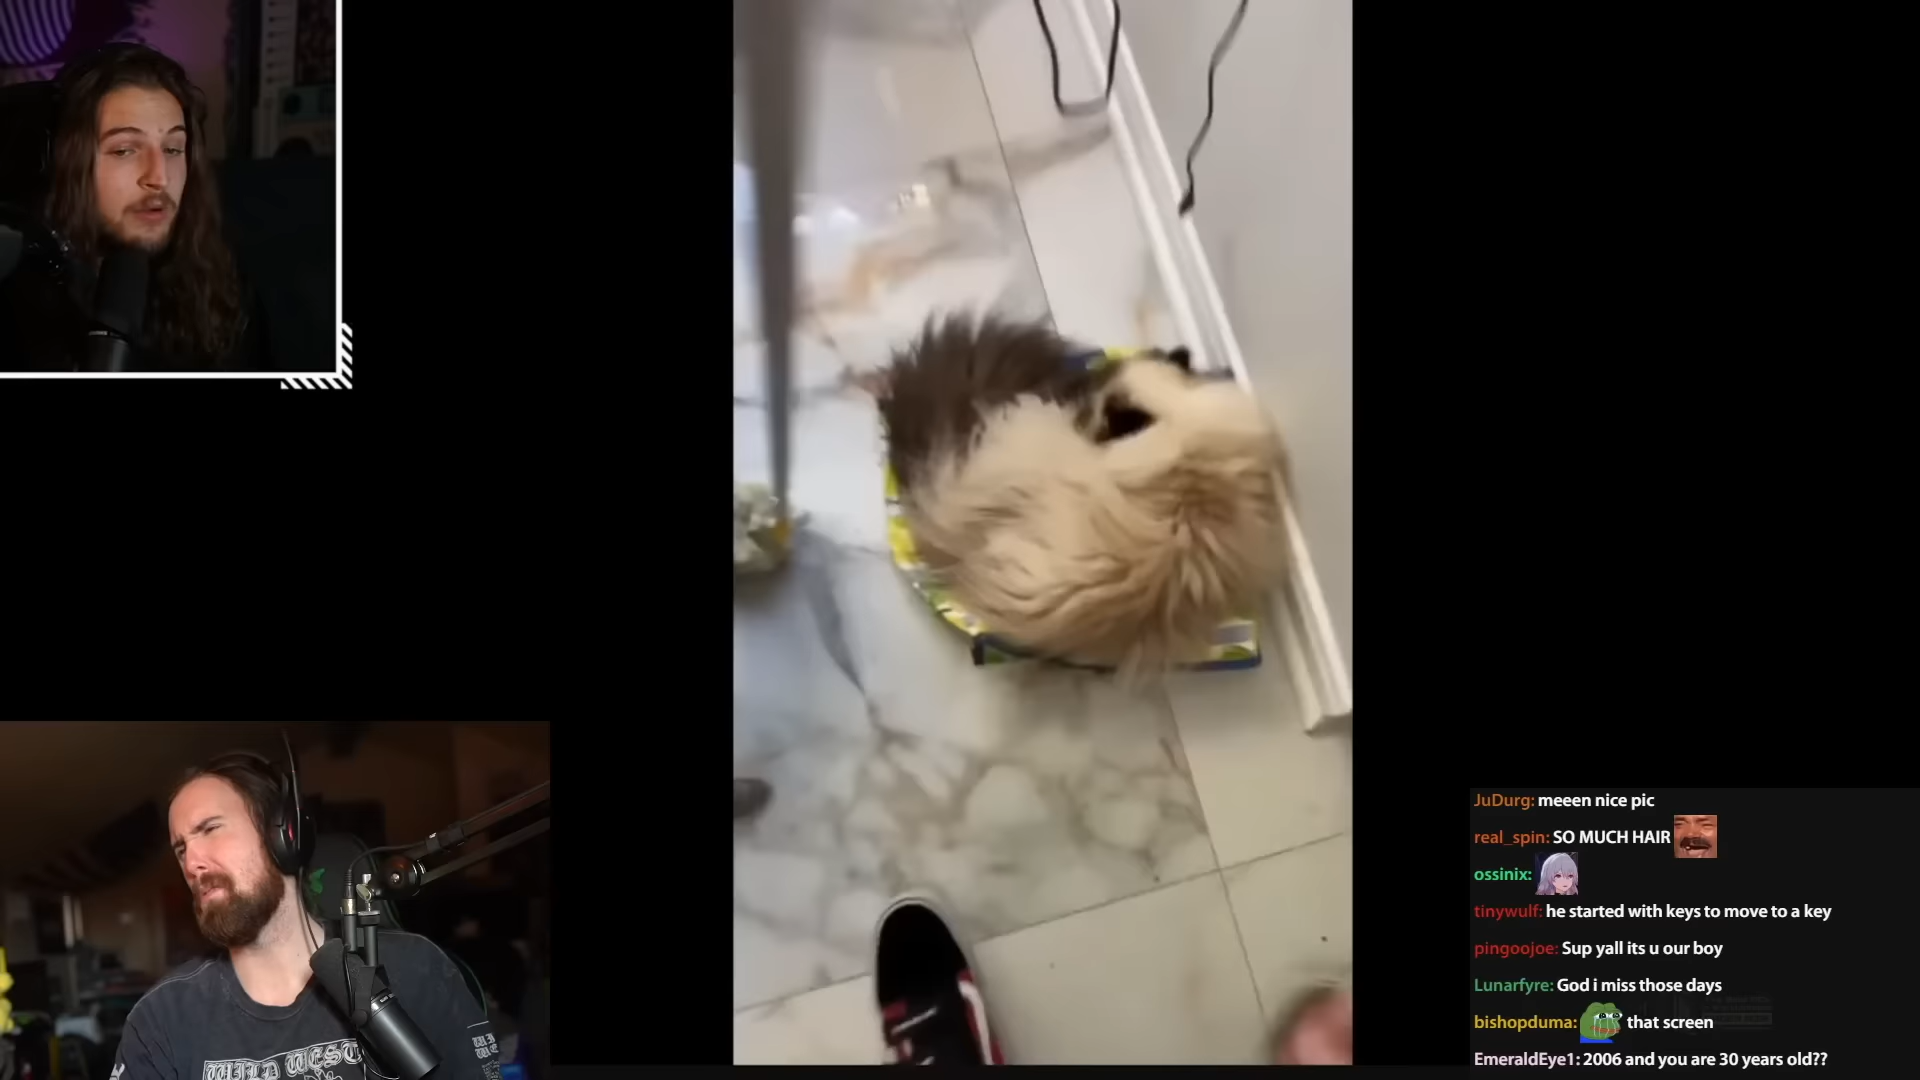 JuDurg: meeen nice pic
real_spin: SO MUCH HAIR
ossinix:
tinywulf: he started with keys to move to a key
pingoojoe: Sup yall its u our boy
Lunarfyre: God i miss those days
bishopduma: that screen
EmeraldEye1: 2006 and you are 30 years old??
WILD WEST